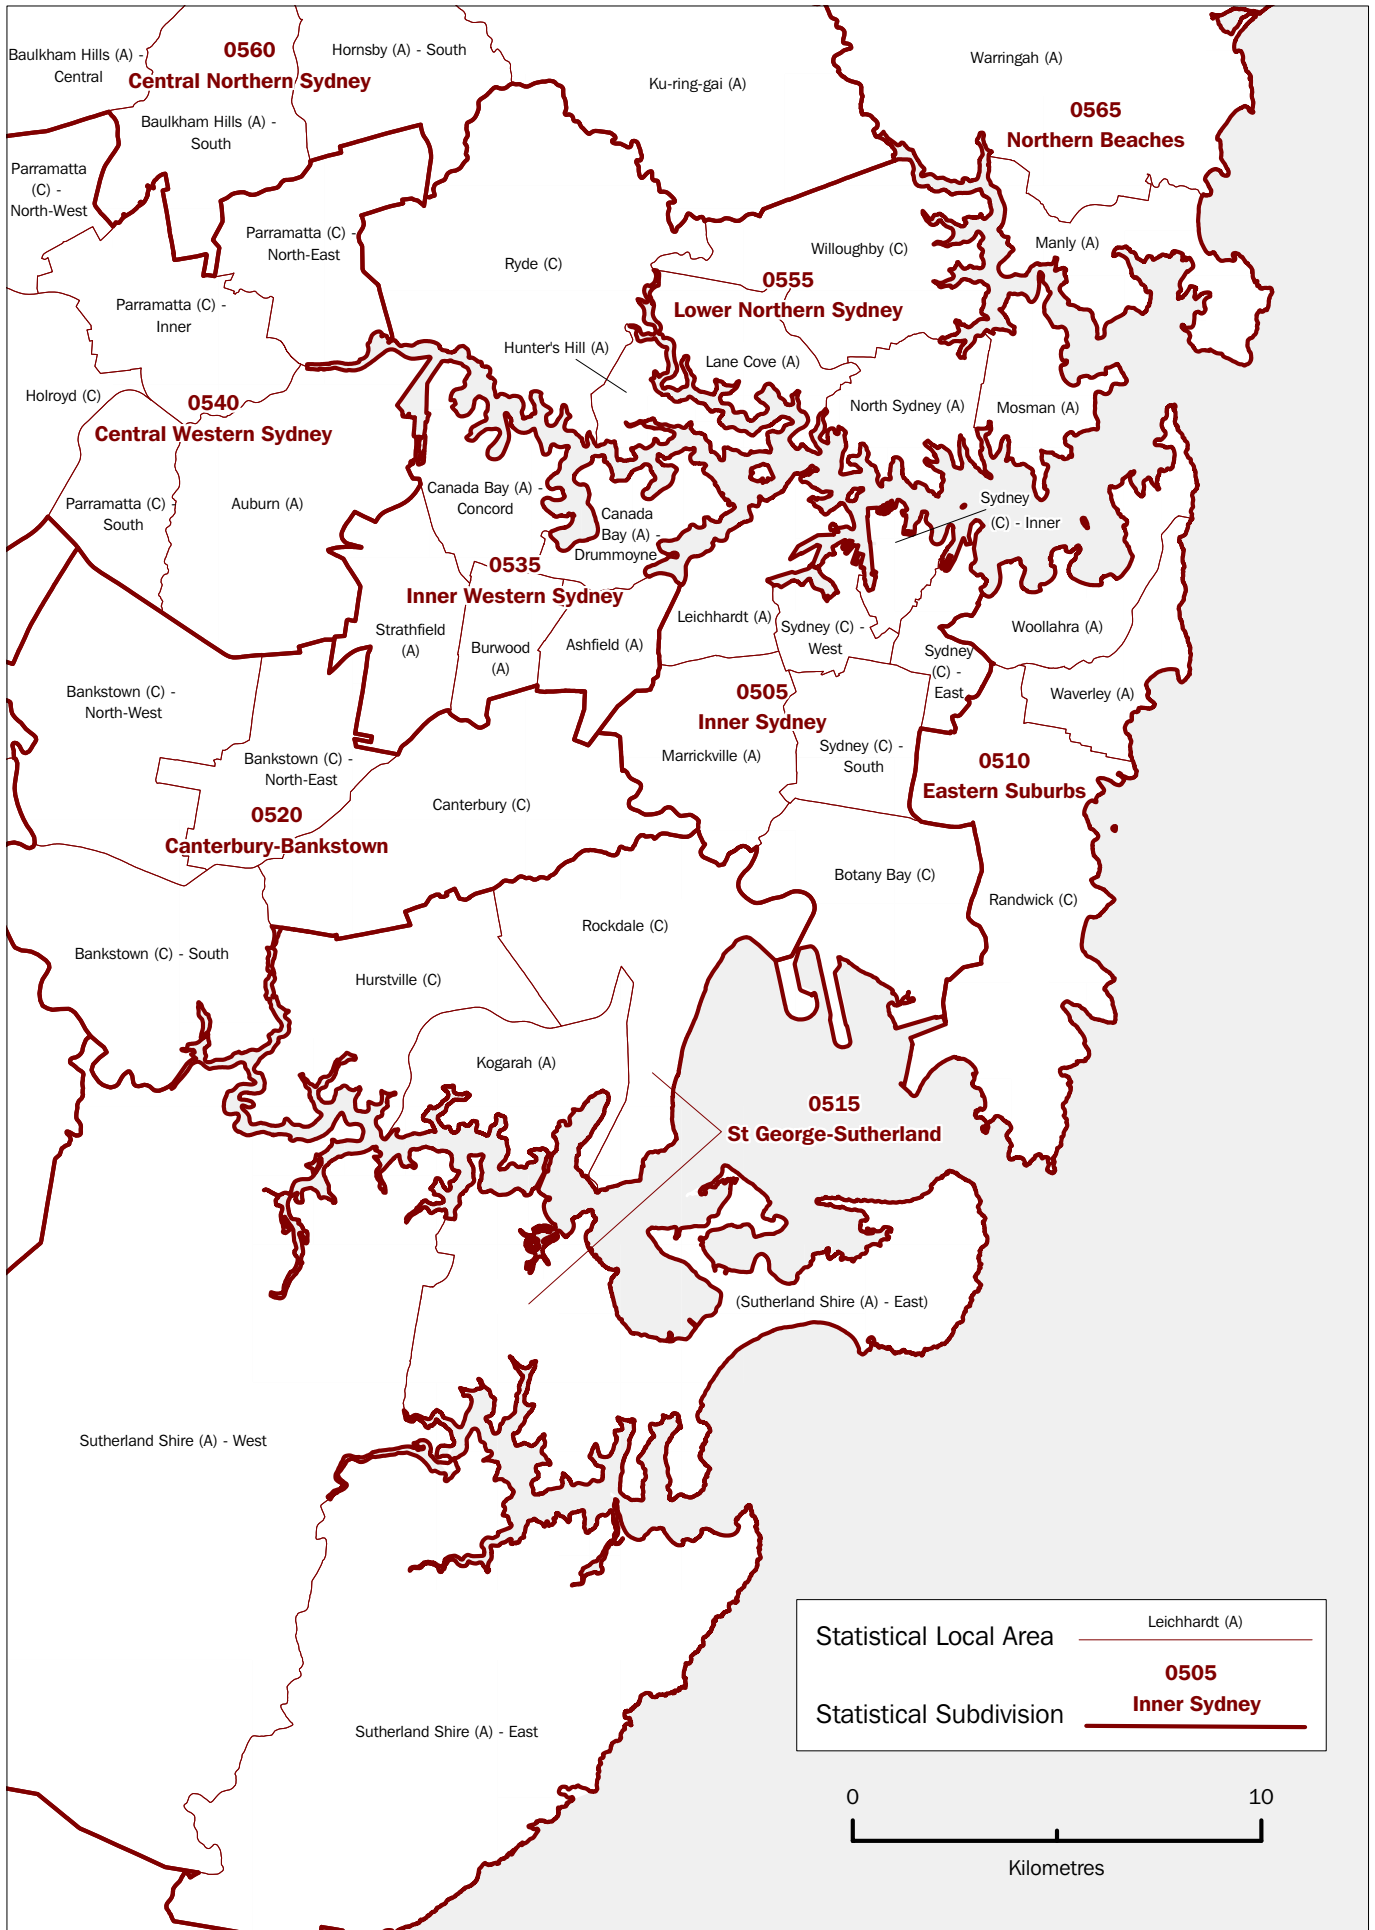 Baulkham Hills (A) -
Central
0560
Central Northern Sydney
Hornsby (A) - South
Ku-ring-gai (A)
Warringah (A)
0565
Northern Beaches
Baulkham Hills (A) -
South
Parramatta
(C) -
North-West
Parramatta (C) -
North-East
Ryde (C)
Willoughby (C)
Manly (A)
0555
Lower Northern Sydney
Parramatta (C) -
Inner
Hunter's Hill (A)
Lane Cove (A)
Holroyd (C)
0540
Central Western Sydney
North Sydney (A)
Mosman (A)
Parramatta (C) -
South
Auburn (A)
Canada Bay (A) -
Concord
Canada
Bay (A) -
Drummoyne
Sydney
(C) - Inner
0535
Inner Western Sydney
Strathfield
(A)
Burwood
(A)
Ashfield (A)
Leichhardt (A)
Sydney (C) -
West
Sydney
(C) -
East
Woollahra (A)
Waverley (A)
Bankstown (C) -
North-West
0505
Inner Sydney
Marrickville (A)
Sydney (C) -
South
0510
Eastern Suburbs
Bankstown (C) -
North-East
Canterbury (C)
0520
Canterbury-Bankstown
Botany Bay (C)
Randwick (C)
Rockdale (C)
Bankstown (C) - South
Hurstville (C)
Kogarah (A)
0515
St George-Sutherland
(Sutherland Shire (A) - East)
Sutherland Shire (A) - West
Sutherland Shire (A) - East
Statistical Local Area
Leichhardt (A)
0505
Inner Sydney
Statistical Subdivision
0
10
Kilometres